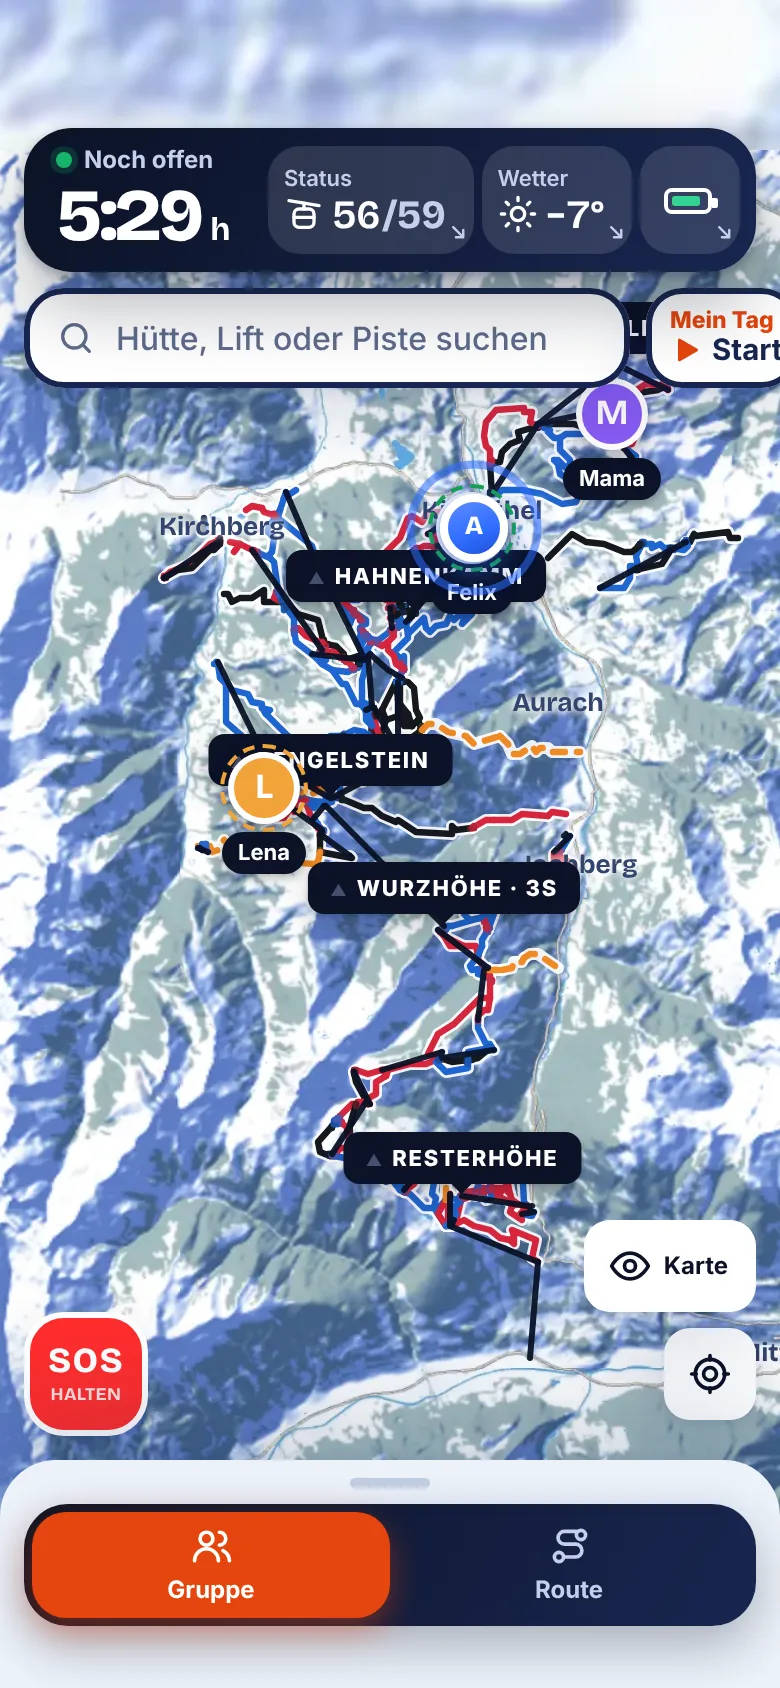 Noch offen
5:29 h
Status
56/59
Wetter
-7°
Hütte, Lift oder Piste suchen
Mein Tag
Start
M
Mama
Kirchberg
A
HAHNENKAMM
Felix
Aurach
L
Lena
WURZHÖHE · 3S
RESTERHÖHE
Karte
SOS
HALTEN
Gruppe
Route